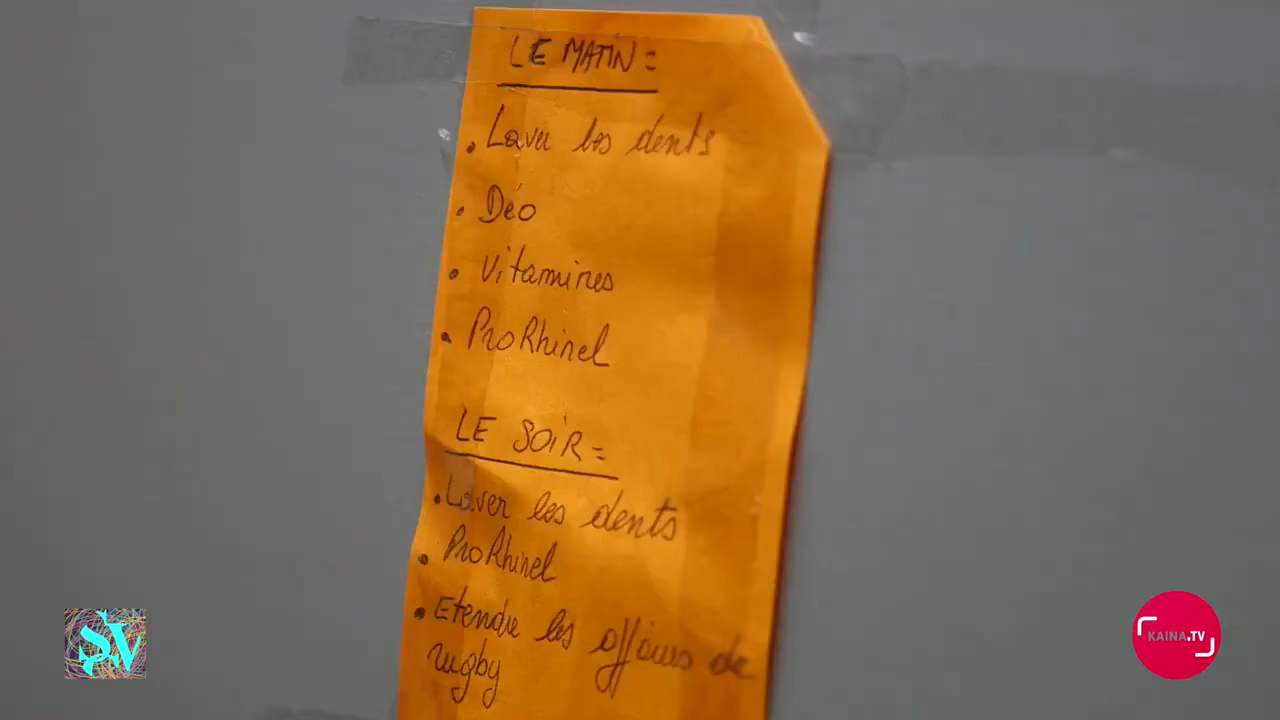 LE MATIN =
• Laver les dents
• Déo
• Vitamines
• ProRhinel
LE SOIR =
• Laver les dents
• ProRhinel
• Etendre les affaires de
rugby
SV
KAINA.TV